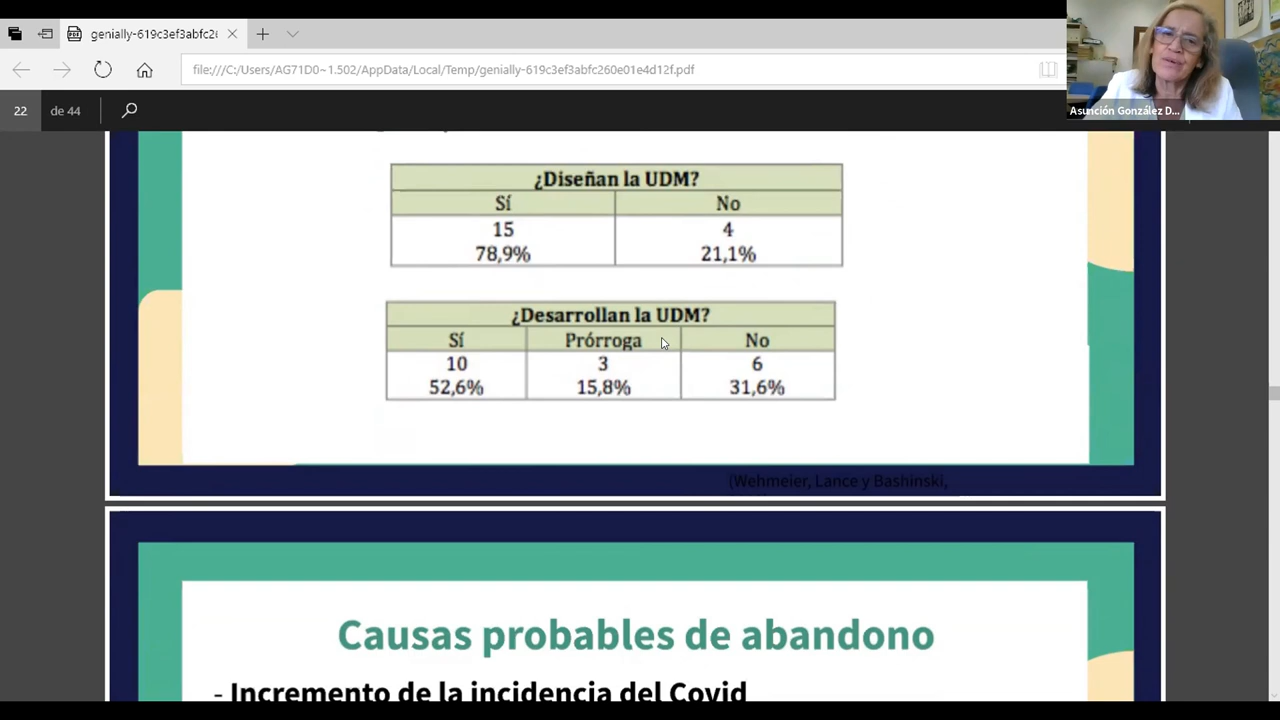 genially-619c3ef3abfc26
file:///C:/Users/AG71D0~1.502/AppData/Local/Temp/genially-619c3ef3abfc260e01e4d12f.pdf
Asunción González D...
22 de 44
¿Diseñan la UDM?
Sí No
15 4
78,9% 21,1%
¿Desarrollan la UDM?
Sí Prórroga No
10 3 6
52,6% 15,8% 31,6%
(Wehmeier, Lance y Bashinski,
Causas probables de abandono
- Incremento de la incidencia del Covid